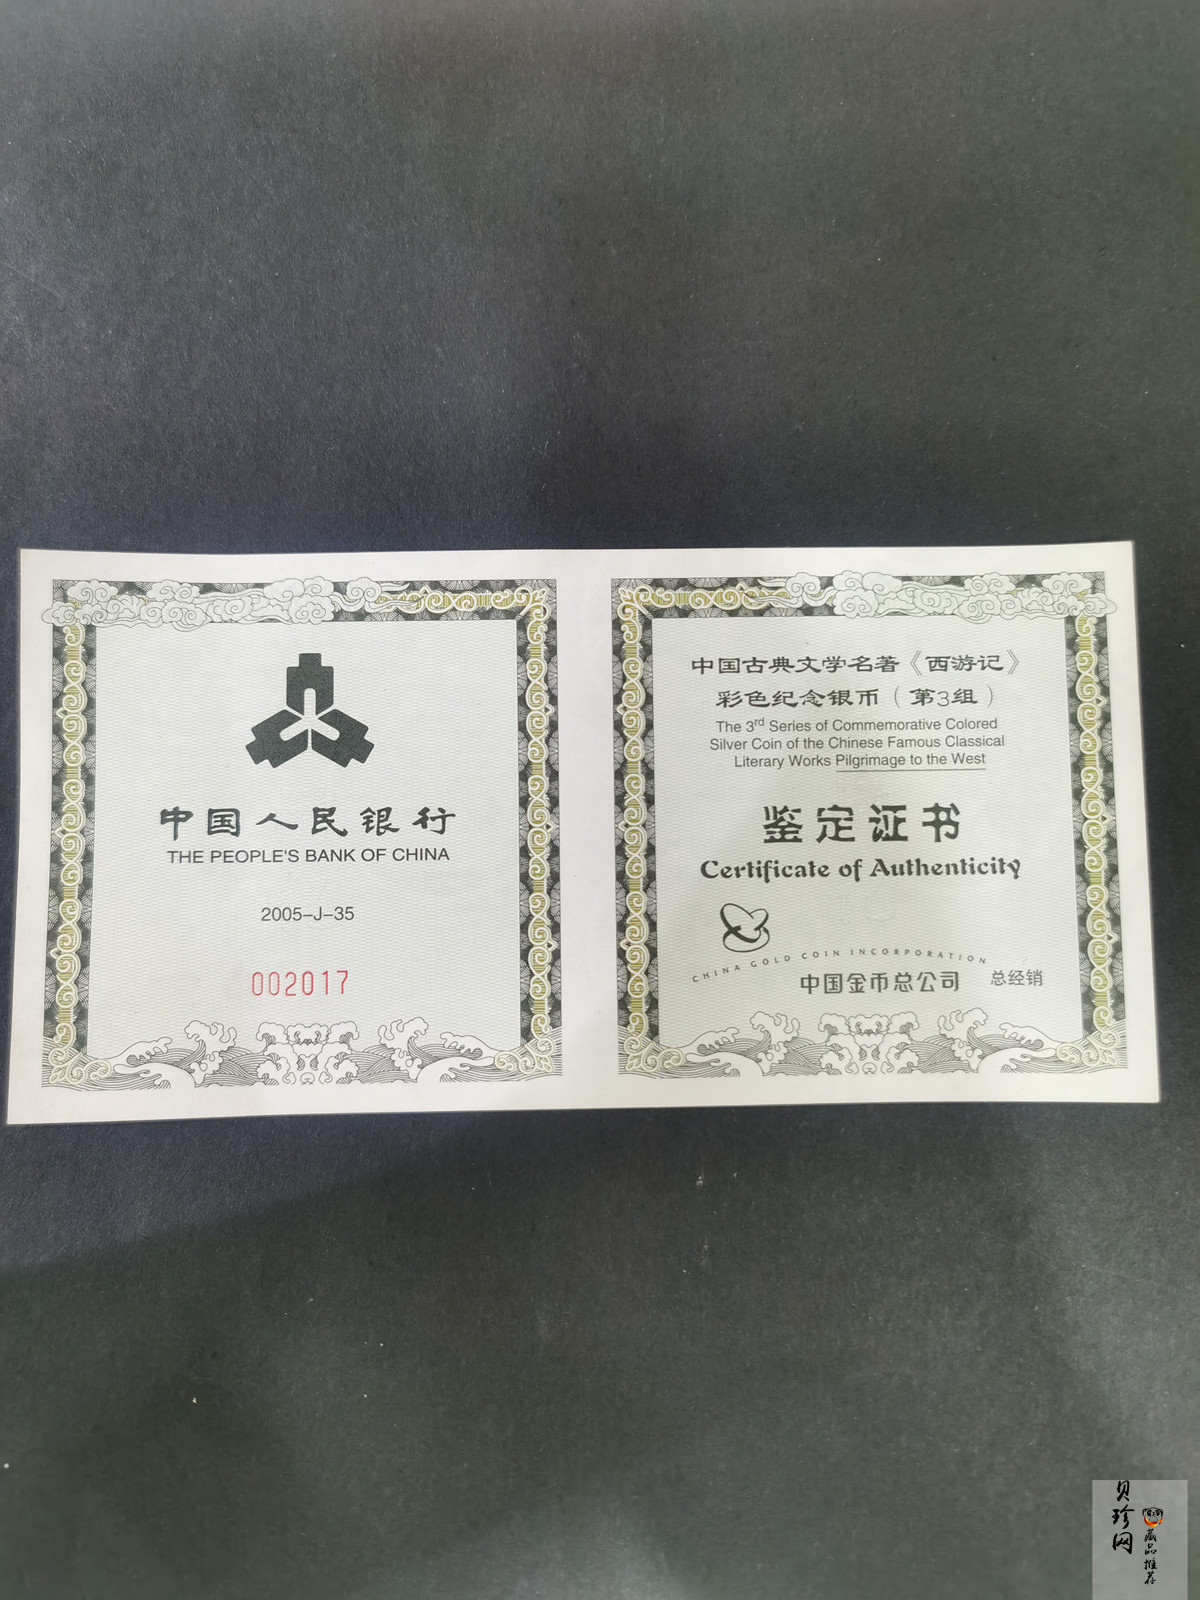 中国人民银行
THE PEOPLE'S BANK OF CHINA
2005-J-35
002017
中国古典文学名著《西游记》
彩色纪念银币（第3组）
The 3rd Series of Commemorative Colored
Silver Coin of the Chinese Famous Classical
Literary Works Pilgrimage to the West
鉴定证书
Certificate of Authenticity
CHINA GOLD COIN INCORPORATION
中国金币总公司 总经销
贝珍网
藏品推荐